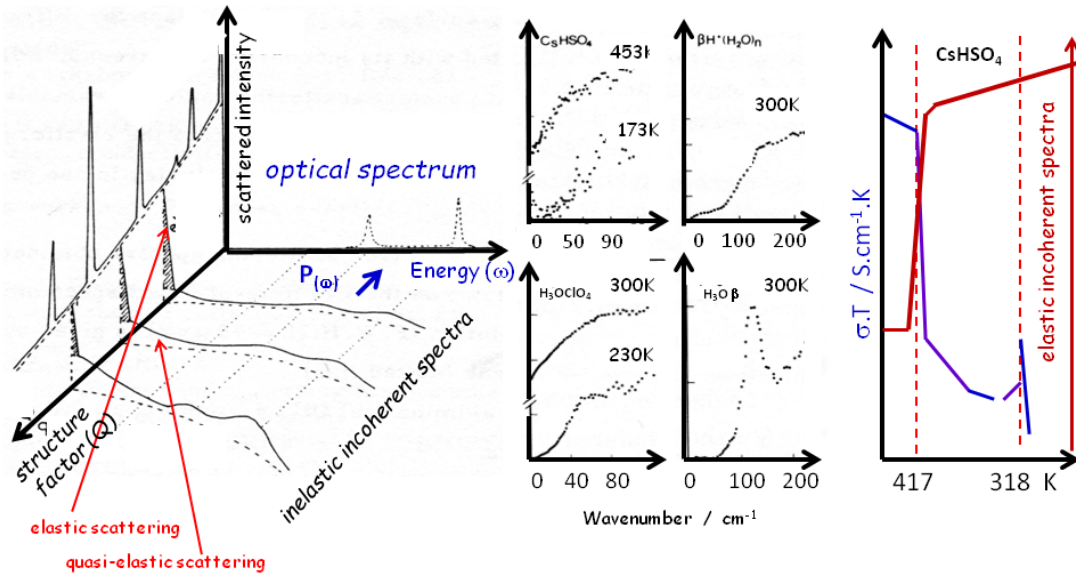 scattered intensity
optical spectrum
P(ω)
Energy (ω)
e
q
structure
factor (Q)
inelastic incoherent spectra
elastic scattering
quasi-elastic scattering
CsHSO4
453K
173K
0 50 90
βH+(H2O)n
300K
0 100 200
H3OClO4
300K
230K
0 40 80
H3O β
300K
0 100 200
Wavenumber / cm-1
CsHSO4
σ.T / S.cm-1.K
elastic incoherent spectra
417 318 K